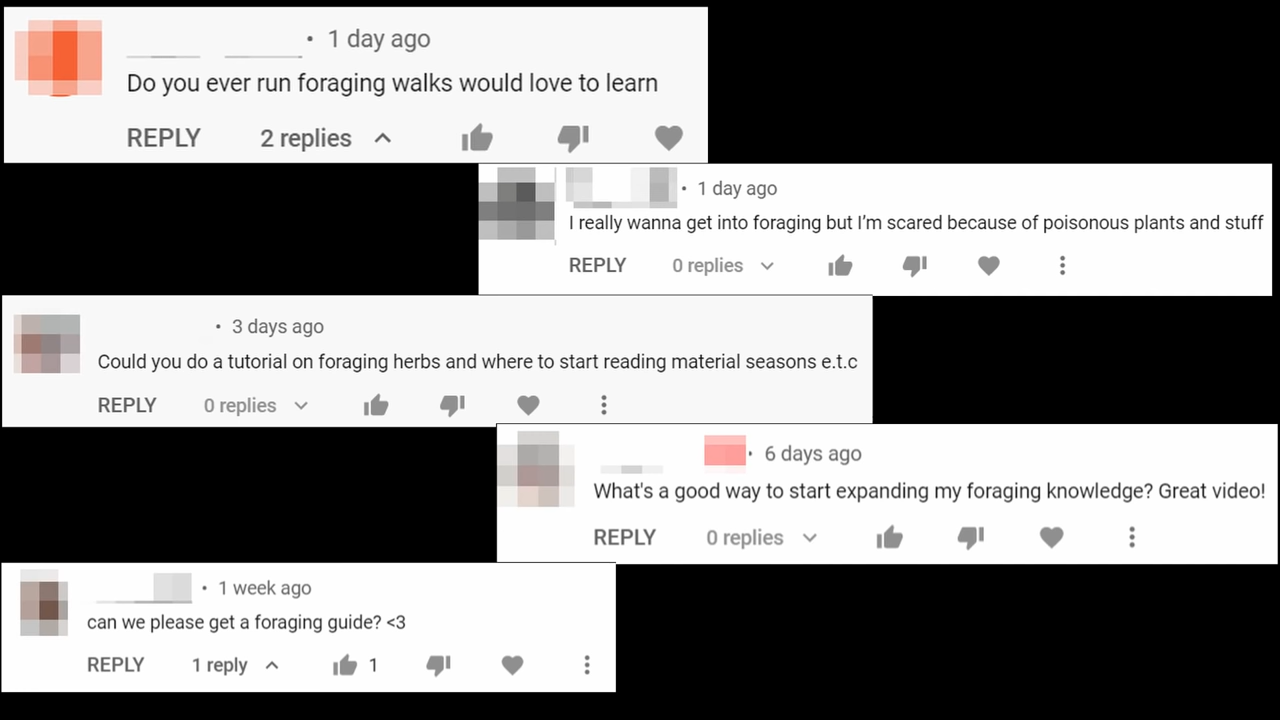 • 1 day ago
Do you ever run foraging walks would love to learn
REPLY 2 replies
• 1 day ago
I really wanna get into foraging but I’m scared because of poisonous plants and stuff
REPLY 0 replies
• 3 days ago
Could you do a tutorial on foraging herbs and where to start reading material seasons e.t.c
REPLY 0 replies
• 6 days ago
What's a good way to start expanding my foraging knowledge? Great video!
REPLY 0 replies
• 1 week ago
can we please get a foraging guide? <3
REPLY 1 reply 1